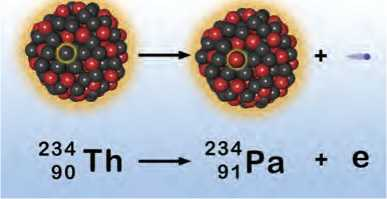 +
²³⁴₉₀Th → ²³⁴₉₁Pa + e